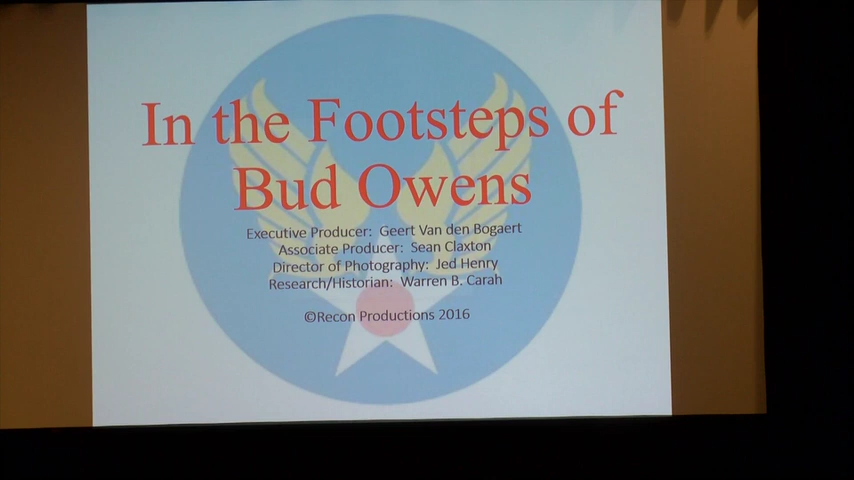 In the Footsteps of
Bud Owens
Executive Producer:  Geert Van den Bogaert
Associate Producer:  Sean Claxton
Director of Photography:  Jed Henry
Research/Historian:  Warren B. Carah
©Recon Productions 2016